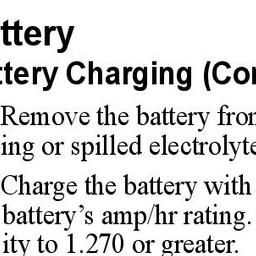 ttery
ttery Charging (Con
Remove the battery from
ing or spilled electrolyte
Charge the battery with
battery's amp/hr rating.
ity to 1.270 or greater.